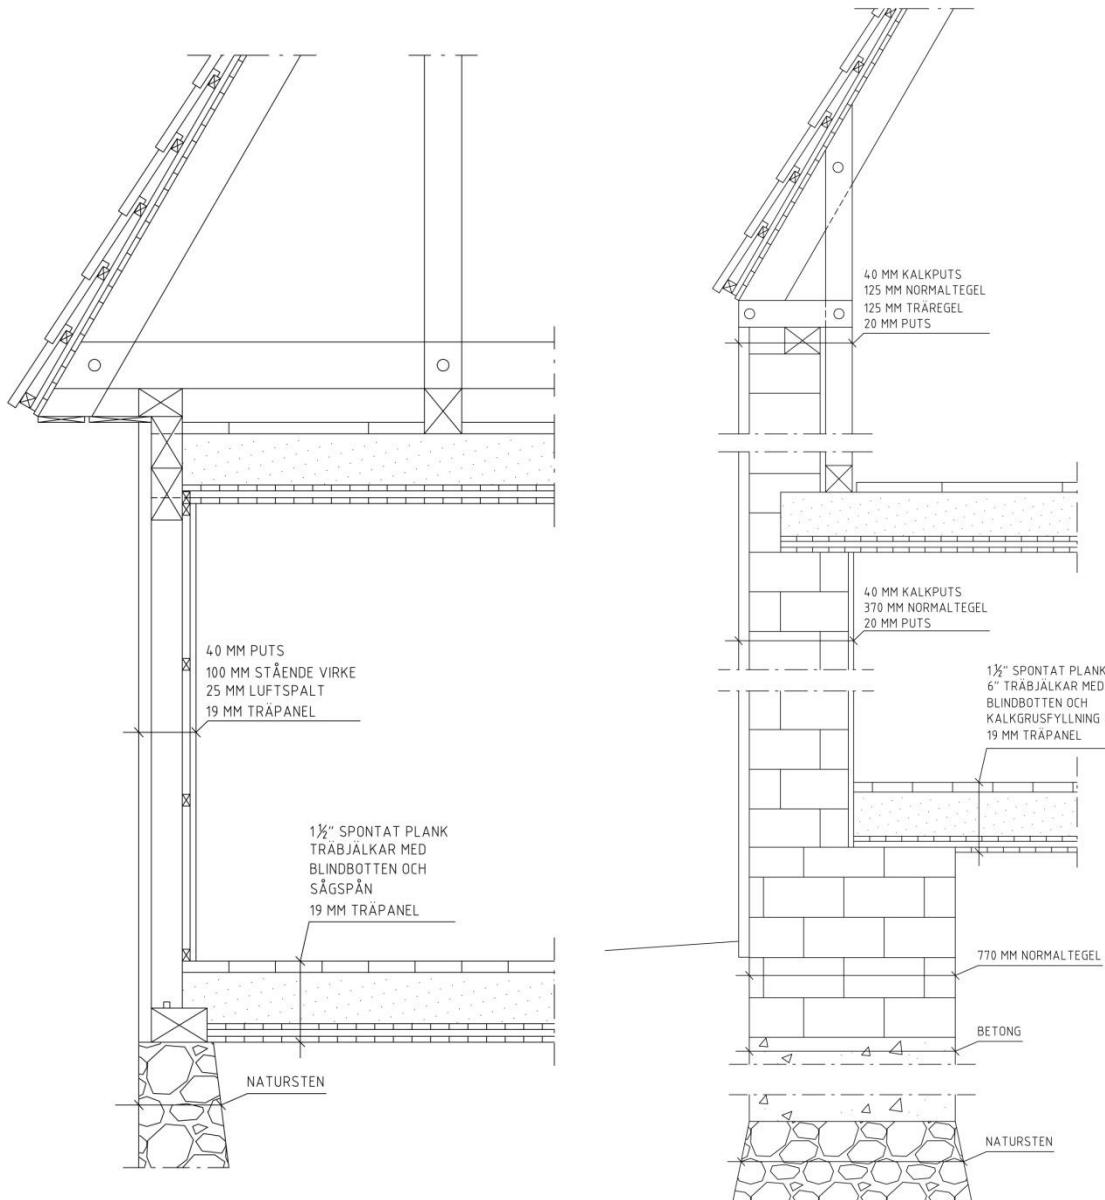 40 MM PUTS
100 MM STÅENDE VIRKE
25 MM LUFTSPALT
19 MM TRÄPANEL
1½" SPONTAT PLANK
TRÄBJÄLKAR MED
BLINDBOTTEN OCH
SÅGSPÅN
19 MM TRÄPANEL
NATURSTEN
40 MM KALKPUTS
125 MM NORMALTEGEL
125 MM TRÄREGEL
20 MM PUTS
40 MM KALKPUTS
370 MM NORMALTEGEL
20 MM PUTS
1½" SPONTAT PLANK
6" TRÄBJÄLKAR MED
BLINDBOTTEN OCH
KALKGRUSFYLLNING
19 MM TRÄPANEL
770 MM NORMALTEGEL
BETONG
NATURSTEN